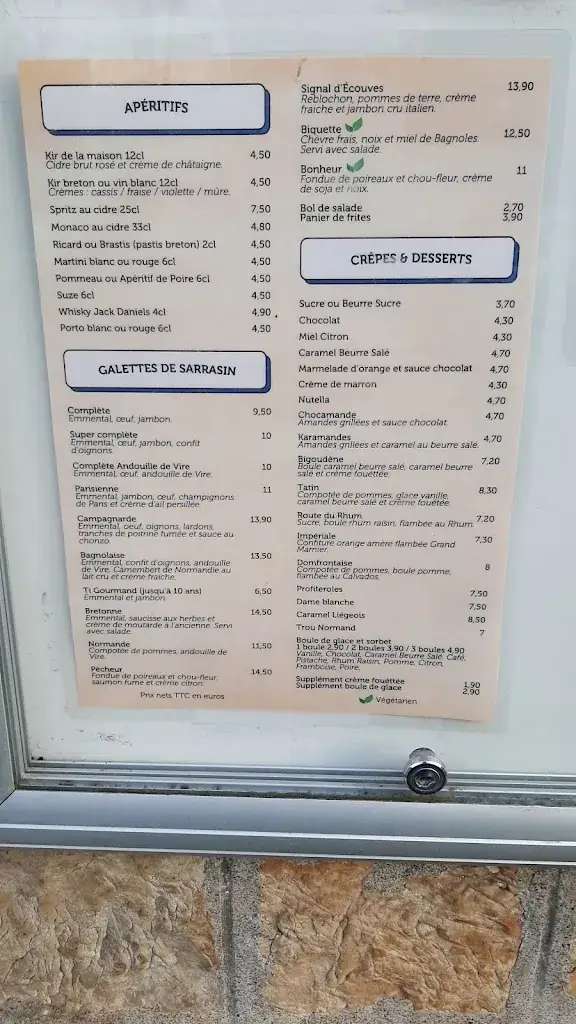 APÉRITIFS
Kir de la maison 12cl 4,50
Cidre brut rosé et crème de châtaigne.
Kir breton ou vin blanc 12cl 4,50
Crèmes : cassis / fraise / violette / mûre.
Spritz au cidre 25cl 7,50
Monaco au cidre 33cl 4,80
Ricard ou Brastis (pastis breton) 2cl 4,50
Martini blanc ou rouge 6cl 4,50
Pommeau ou Apéritif de Poire 6cl 4,50
Suze 6cl 4,50
Whisky Jack Daniels 4cl 4,90
Porto blanc ou rouge 6cl 4,50
GALETTES DE SARRASIN
Complète 9,50
Emmental, œuf, jambon.
Super complète 10
Emmental, œuf, jambon, confit
d'oignons.
Complète Andouille de Vire 10
Emmental, œuf, andouille de Vire.
Parisienne 11
Emmental, jambon, œuf, champignons
de Paris et crème d'ail persillée.
Campagnarde 13,90
Emmental, oeuf, oignons, lardons,
tranches de poitrine fumée et sauce au
chorizo.
Bagnolaise 13,50
Emmental, confit d'oignons, andouille
de Vire, Camembert de Normandie au
lait cru et crème fraîche.
Ti Gourmand (jusqu'à 10 ans) 6,50
Emmental et jambon.
Bretonne 14,50
Emmental, saucisse aux herbes et
crème de moutarde à l'ancienne. Servi
avec salade.
Normande 11,50
Compotée de pommes, andouille de
Vire.
Pêcheur 14,50
Fondue de poireaux et chou-fleur,
saumon fumé et crème citron.
Prix nets TTC en euros
Signal d'Écouves 13,90
Reblochon, pommes de terre, crème
fraiche et jambon cru italien.
Biquette 12,50
Chèvre frais, noix et miel de Bagnoles.
Servi avec salade.
Bonheur 11
Fondue de poireaux et chou-fleur, crème
de soja et noix.
Bol de salade 2,70
Panier de frites 3,90
CRÊPES & DESSERTS
Sucre ou Beurre Sucre 3,70
Chocolat 4,30
Miel Citron 4,30
Caramel Beurre Salé 4,70
Marmelade d'orange et sauce chocolat 4,70
Crème de marron 4,30
Nutella 4,70
Chocamande 4,70
Amandes grillées et sauce chocolat.
Karamandes 4,70
Amandes grillées et caramel au beurre salé.
Bigoudène 7,20
Boule caramel beurre salé, caramel beurre
salé et crème fouettée.
Tatin 8,30
Compotée de pommes, glace vanille,
caramel beurre salé et crème fouetée.
Route du Rhum 7,20
Sucre, boule rhum raisin, flambée au Rhum.
Impériale 7,30
Confiture orange amère flambée Grand
Marnier.
Domfrontaise 8
Compotée de pommes, boule pomme,
flambée au Calvados.
Profiteroles 7,50
Dame blanche 7,50
Caramel Liégeois 8,50
Trou Normand 7
Boule de glace et sorbet
1 boule 2,90 / 2 boules 3,90 / 3 boules 4,90
Vanille, Chocolat, Caramel Beurre Salé, Café,
Pistache, Rhum Raisin, Pomme, Citron,
Framboise, Poire.
Supplément crème fouettée 1,90
Supplément boule de glace 2,90
Végétarien